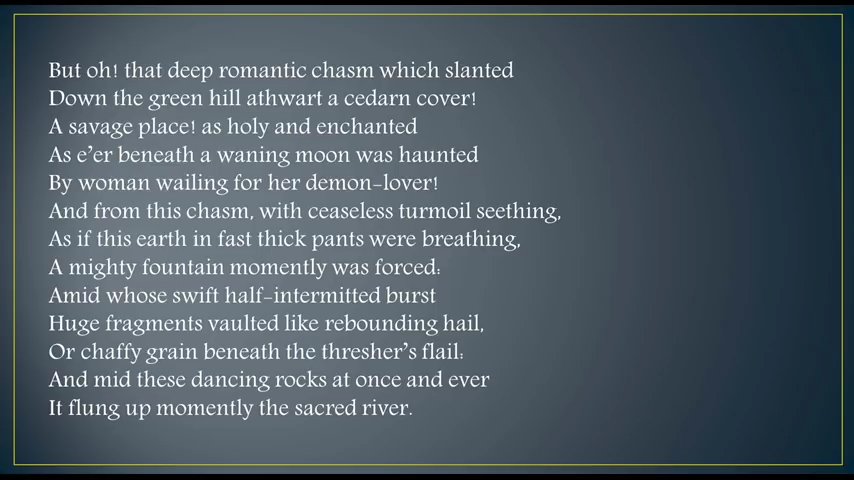 But oh! that deep romantic chasm which slanted
Down the green hill athwart a cedarn cover!
A savage place! as holy and enchanted
As e’er beneath a waning moon was haunted
By woman wailing for her demon-lover!
And from this chasm, with ceaseless turmoil seething,
As if this earth in fast thick pants were breathing,
A mighty fountain momently was forced:
Amid whose swift half-intermitted burst
Huge fragments vaulted like rebounding hail,
Or chaffy grain beneath the thresher’s flail:
And mid these dancing rocks at once and ever
It flung up momently the sacred river.